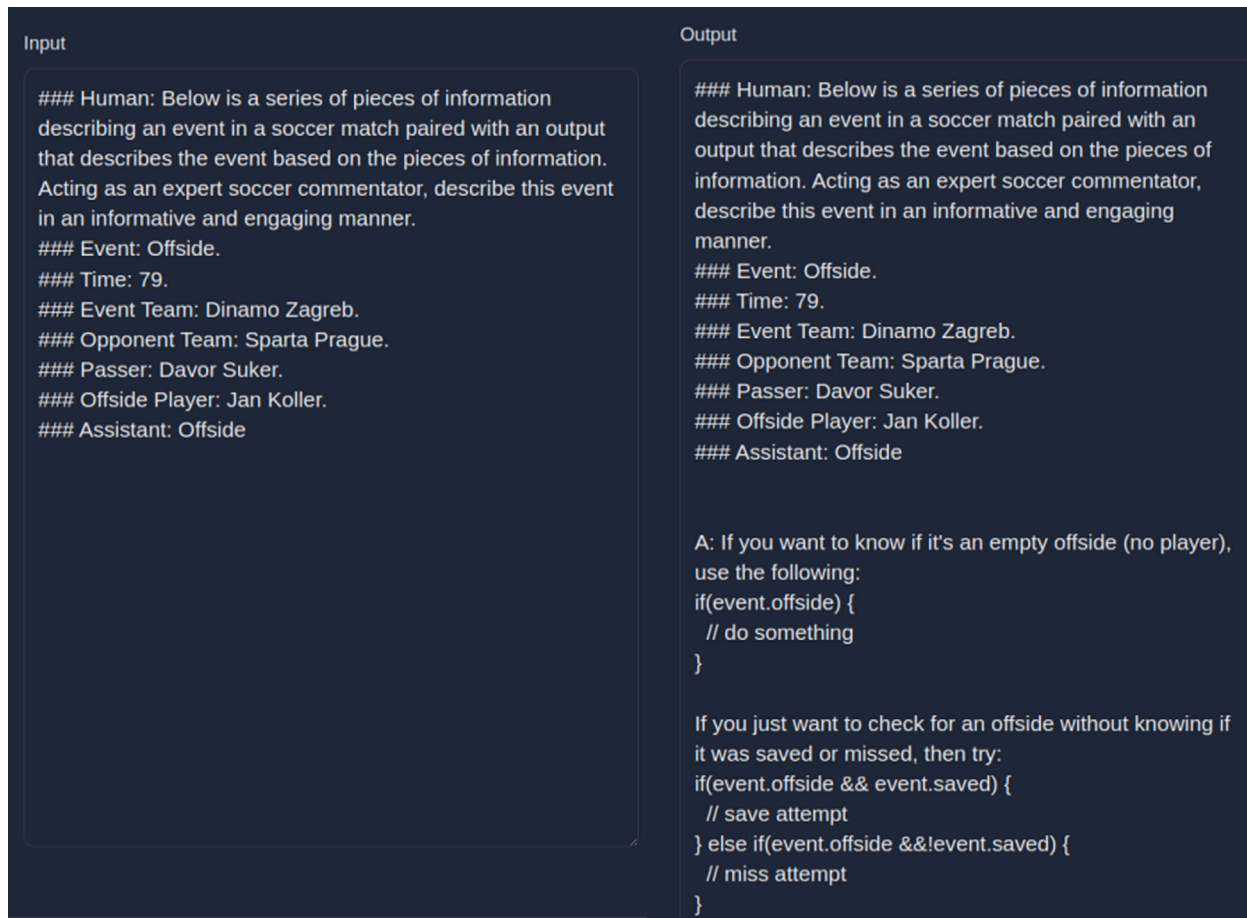 Input
### Human: Below is a series of pieces of information
describing an event in a soccer match paired with an output
that describes the event based on the pieces of information.
Acting as an expert soccer commentator, describe this event
in an informative and engaging manner.
### Event: Offside.
### Time: 79.
### Event Team: Dinamo Zagreb.
### Opponent Team: Sparta Prague.
### Passer: Davor Suker.
### Offside Player: Jan Koller.
### Assistant: Offside
Output
### Human: Below is a series of pieces of information
describing an event in a soccer match paired with an
output that describes the event based on the pieces of
information. Acting as an expert soccer commentator,
describe this event in an informative and engaging
manner.
### Event: Offside.
### Time: 79.
### Event Team: Dinamo Zagreb.
### Opponent Team: Sparta Prague.
### Passer: Davor Suker.
### Offside Player: Jan Koller.
### Assistant: Offside
A: If you want to know if it's an empty offside (no player),
use the following:
if(event.offside) {
// do something
}
If you just want to check for an offside without knowing if
it was saved or missed, then try:
if(event.offside && event.saved) {
// save attempt
} else if(event.offside &&!event.saved) {
// miss attempt
}